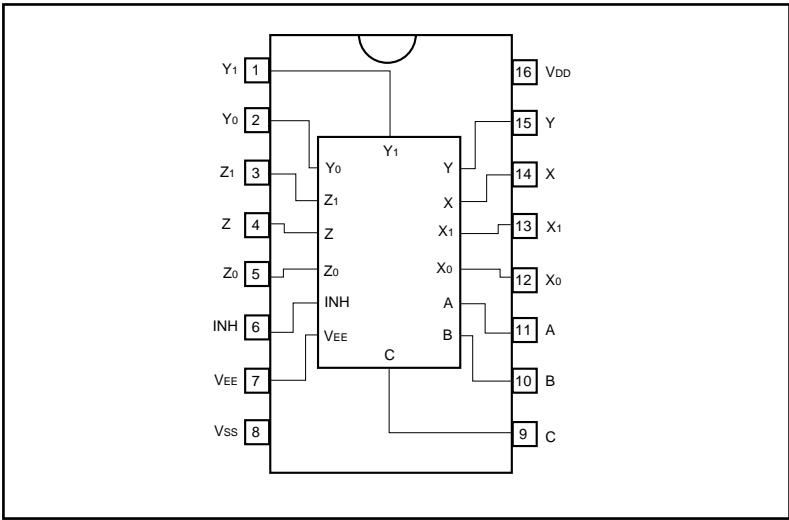 Y1 1
16 VDD
Y0 2
15 Y
Y1
Y0
Y
Z1 3
14 X
Z1
X
Z 4
13 X1
Z
X1
Z0 5
12 X0
Z0
X0
INH
A
INH 6
11 A
VEE
B
C
VEE 7
10 B
VSS 8
9 C